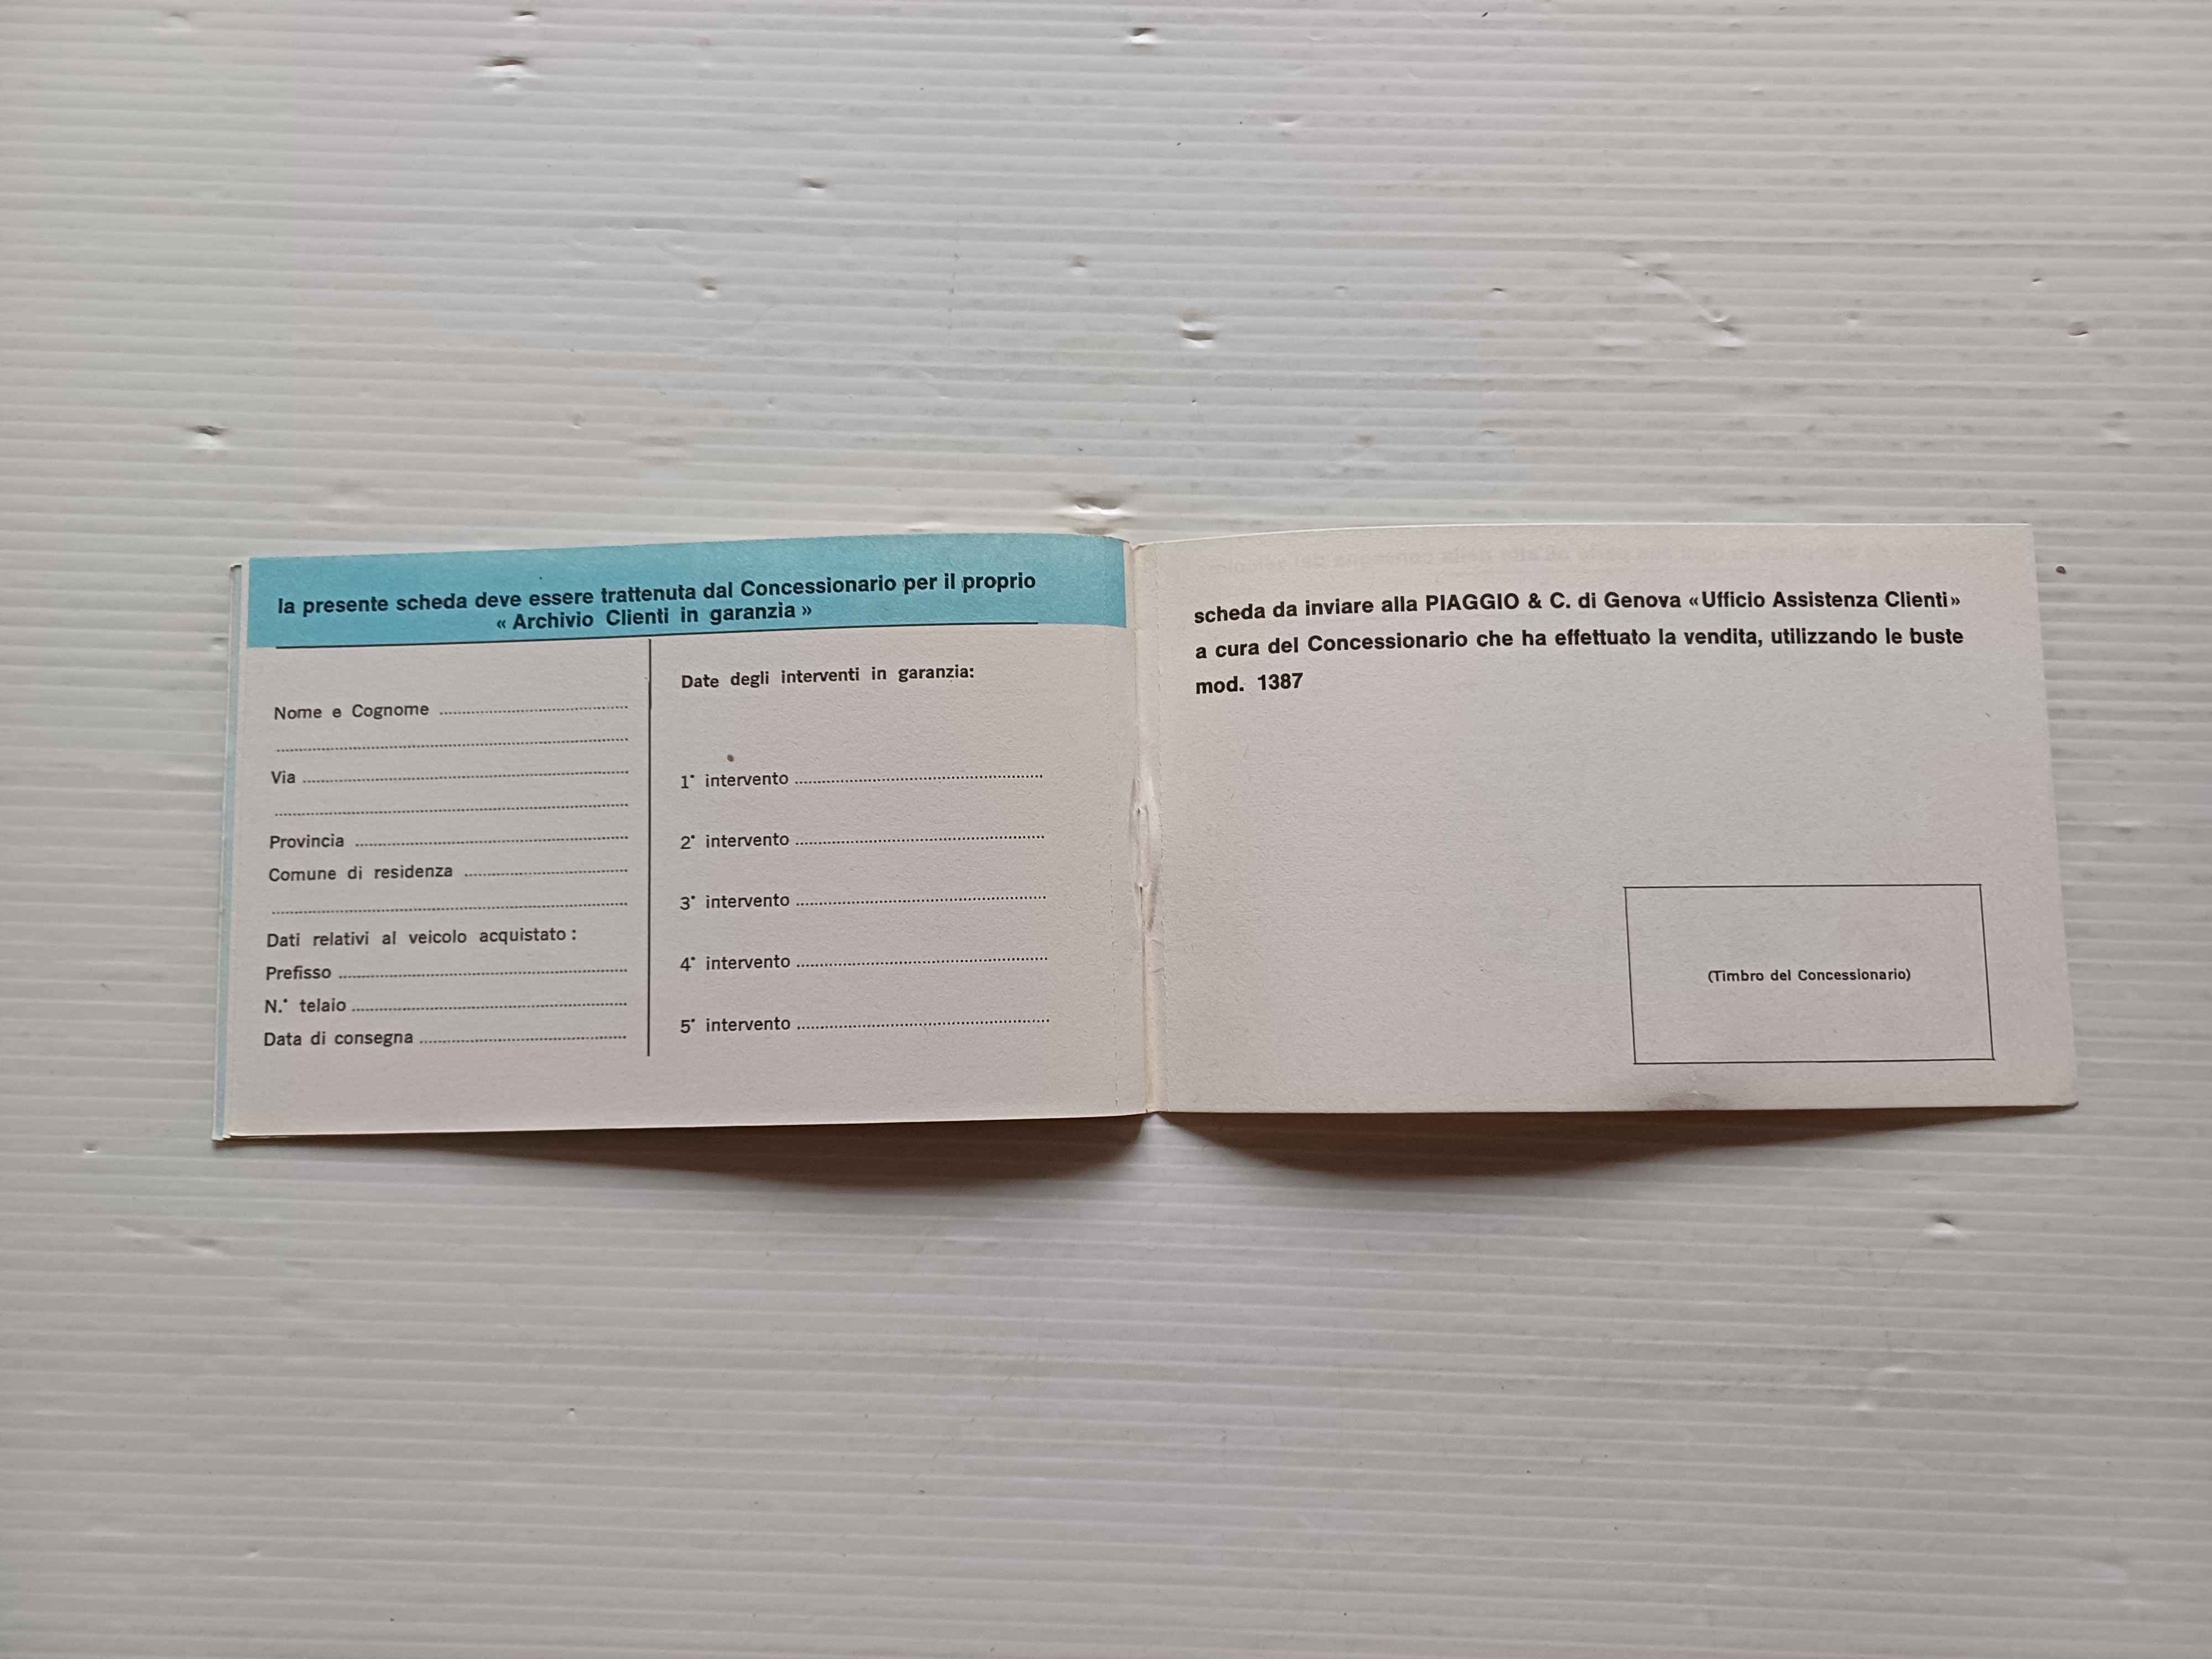 la presente scheda deve essere trattenuta dal Concessionario per il proprio
« Archivio Clienti in garanzia »
Nome e Cognome
Via
Provincia
Comune di residenza
Dati relativi al veicolo acquistato :
Prefisso
N.° telaio
Data di consegna
Date degli interventi in garanzia:
1° intervento
2° intervento
3° intervento
4° intervento
5° intervento
scheda da inviare alla PIAGGIO & C. di Genova «Ufficio Assistenza Clienti»
a cura del Concessionario che ha effettuato la vendita, utilizzando le buste
mod. 1387
(Timbro del Concessionario)